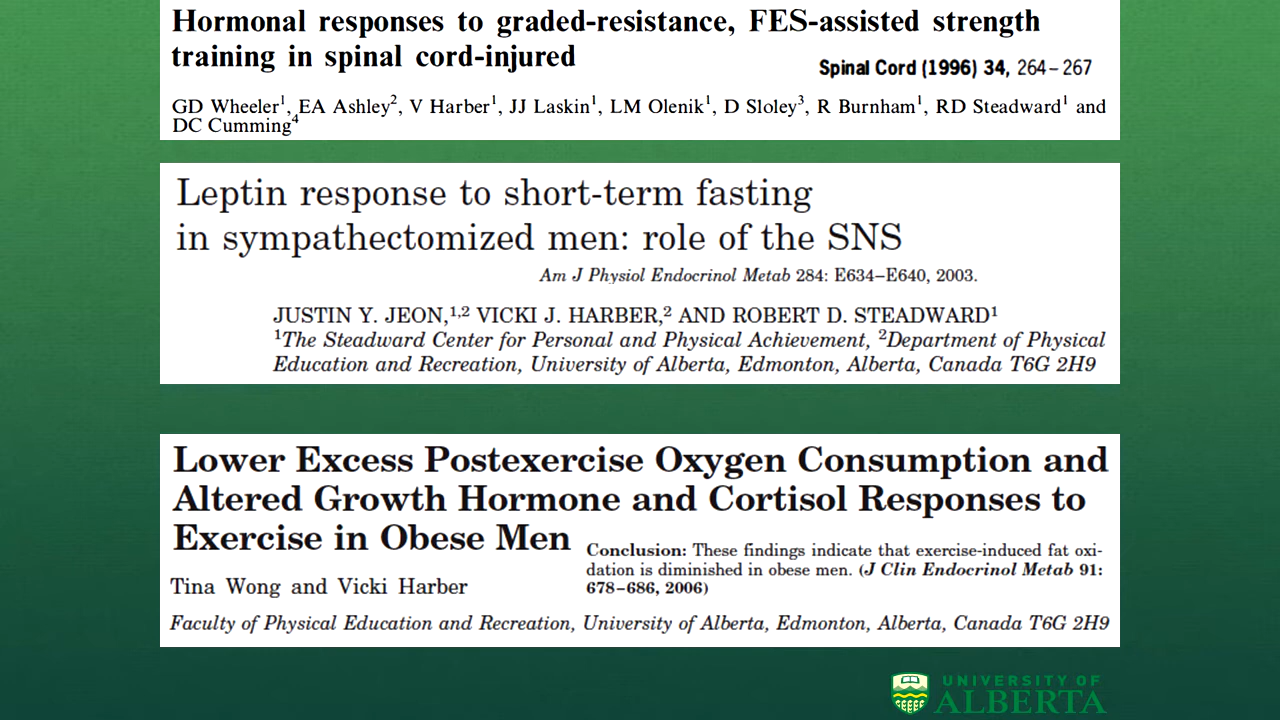 Hormonal responses to graded-resistance, FES-assisted strength
training in spinal cord-injured
Spinal Cord (1996) 34, 264–267
GD Wheeler¹, EA Ashley², V Harber¹, JJ Laskin¹, LM Olenik¹, D Sloley³, R Burnham¹, RD Steadward¹ and
DC Cumming⁴
Leptin response to short-term fasting
in sympathectomized men: role of the SNS
Am J Physiol Endocrinol Metab 284: E634–E640, 2003.
JUSTIN Y. JEON,¹,² VICKI J. HARBER,² AND ROBERT D. STEADWARD¹
¹The Steadward Center for Personal and Physical Achievement, ²Department of Physical
Education and Recreation, University of Alberta, Edmonton, Alberta, Canada T6G 2H9
Lower Excess Postexercise Oxygen Consumption and
Altered Growth Hormone and Cortisol Responses to
Exercise in Obese Men
Conclusion: These findings indicate that exercise-induced fat oxi-
dation is diminished in obese men. (J Clin Endocrinol Metab 91:
678–686, 2006)
Tina Wong and Vicki Harber
Faculty of Physical Education and Recreation, University of Alberta, Edmonton, Alberta, Canada T6G 2H9
UNIVERSITY OF
ALBERTA